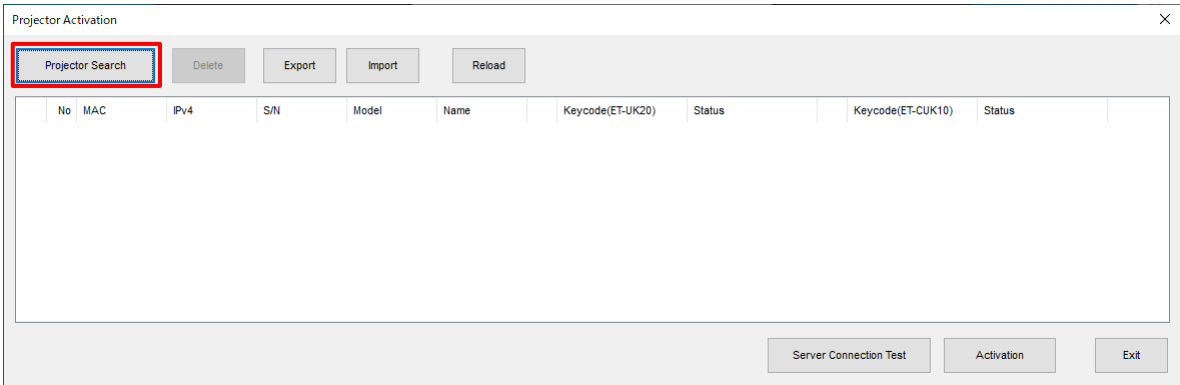 Projector Activation
Projector Search Delete Export Import Reload
No MAC IPv4 S/N Model Name Keycode(ET-UK20) Status Keycode(ET-CUK10) Status
Server Connection Test Activation Exit